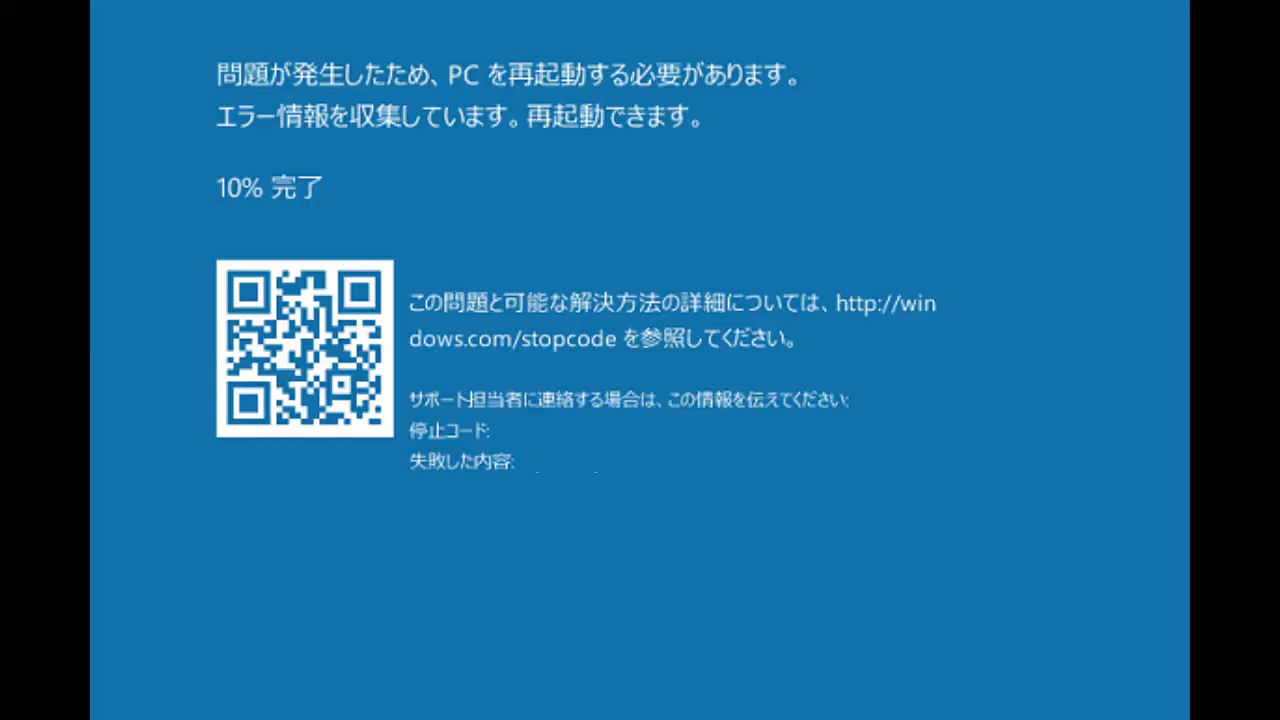 問題が発生したため、PC を再起動する必要があります。
エラー情報を収集しています。再起動できます。
10% 完了
この問題と可能な解決方法の詳細については、http://win
dows.com/stopcode を参照してください。
サポート担当者に連絡する場合は、この情報を伝えてください:
停止コード:
失敗した内容: